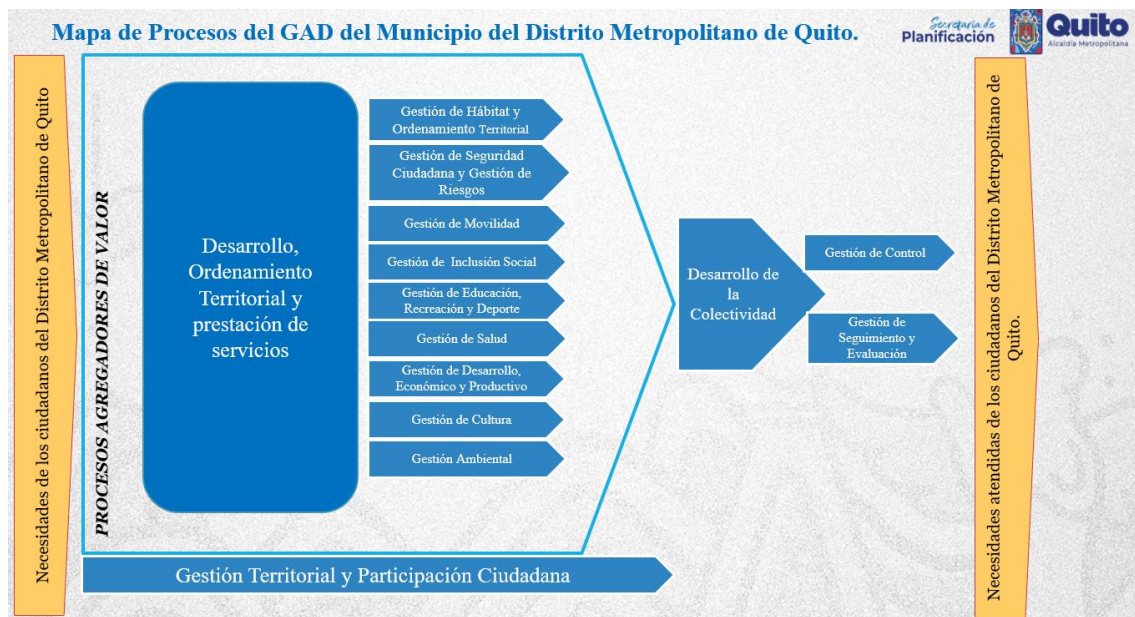 Mapa de Procesos del GAD del Municipio del Distrito Metropolitano de Quito.
Secretaría de
Planificación
Quito
Alcaldía Metropolitana
Necesidades de los ciudadanos del Distrito Metropolitano de Quito
PROCESOS AGREGADORES DE VALOR
Desarrollo,
Ordenamiento
Territorial y
prestación de
servicios
Gestión de Hábitat y
Ordenamiento Territorial
Gestión de Seguridad
Ciudadana y Gestión de
Riesgos
Gestión de Movilidad
Gestión de Inclusión Social
Gestión de Educación,
Recreación y Deporte
Gestión de Salud
Gestión de Desarrollo,
Económico y Productivo
Gestión de Cultura
Gestión Ambiental
Gestión Territorial y Participación Ciudadana
Desarrollo de
la
Colectividad
Gestión de Control
Gestión de
Seguimiento y
Evaluación
Necesidades atendidas de los ciudadanos del Distrito Metropolitano de
Quito.